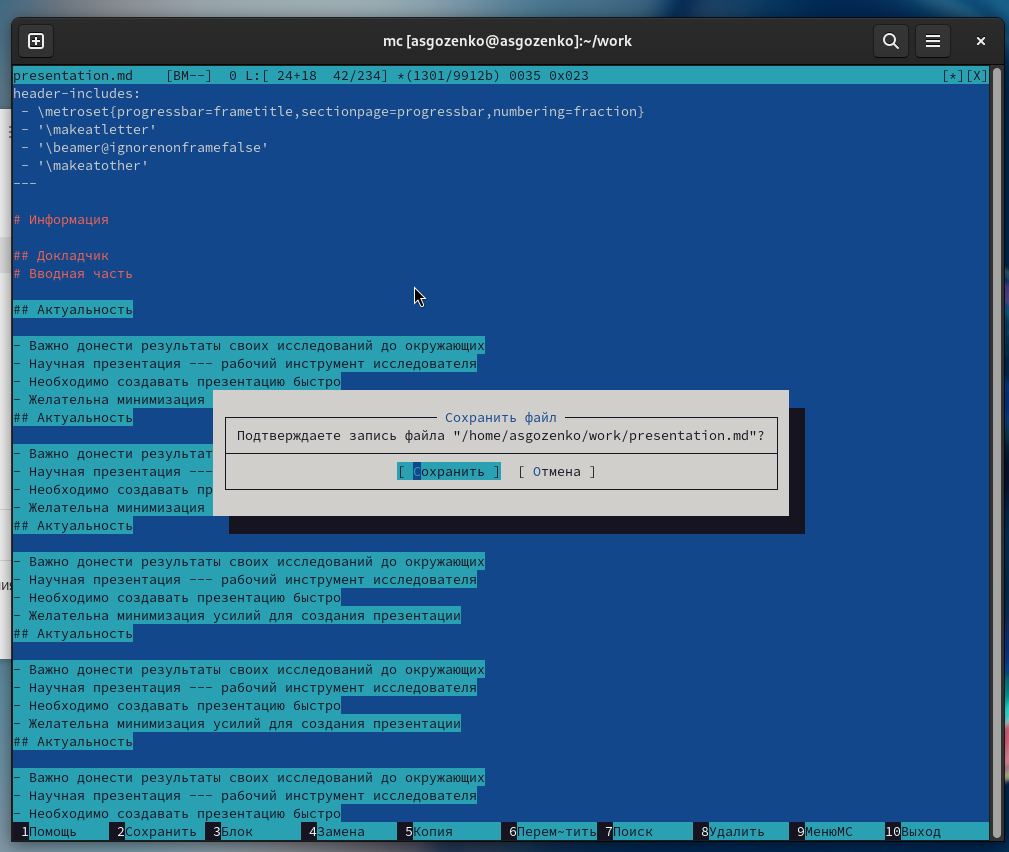 mc [asgozenko@asgozenko]:~/work
presentation.md    [BM--]  0 L:[ 24+18  42/234] *(1301/9912b) 0035 0x023    [*][X]
header-includes:
 - \metroset{progressbar=frametitle,sectionpage=progressbar,numbering=fraction}
 - '\makeatletter'
 - '\beamer@ignorenonframefalse'
 - '\makeatother'
---
# Информация
## Докладчик
# Вводная часть
## Актуальность
- Важно донести результаты своих исследований до окружающих
- Научная презентация --- рабочий инструмент исследователя
- Необходимо создавать презентацию быстро
- Желательна минимизация
## Актуальность
Сохранить файл
Подтверждаете запись файла "/home/asgozenko/work/presentation.md"?
[ Сохранить ]  [ Отмена ]
- Важно донести
- Научная презентация ---
- Необходимо создавать
- Желательна минимизация
## Актуальность
- Важно донести результаты своих исследований до окружающих
- Научная презентация --- рабочий инструмент исследователя
- Необходимо создавать презентацию быстро
- Желательна минимизация усилий для создания презентации
## Актуальность
- Важно донести результаты своих исследований до окружающих
- Научная презентация --- рабочий инструмент исследователя
- Необходимо создавать презентацию быстро
- Желательна минимизация усилий для создания презентации
## Актуальность
- Важно донести результаты своих исследований до окружающих
- Научная презентация --- рабочий инструмент исследователя
- Необходимо создавать презентацию быстро
1Помощь 2Сохранить 3Блок 4Замена 5Копия 6Перем~тить 7Поиск 8Удалить 9МенюМС 10Выход